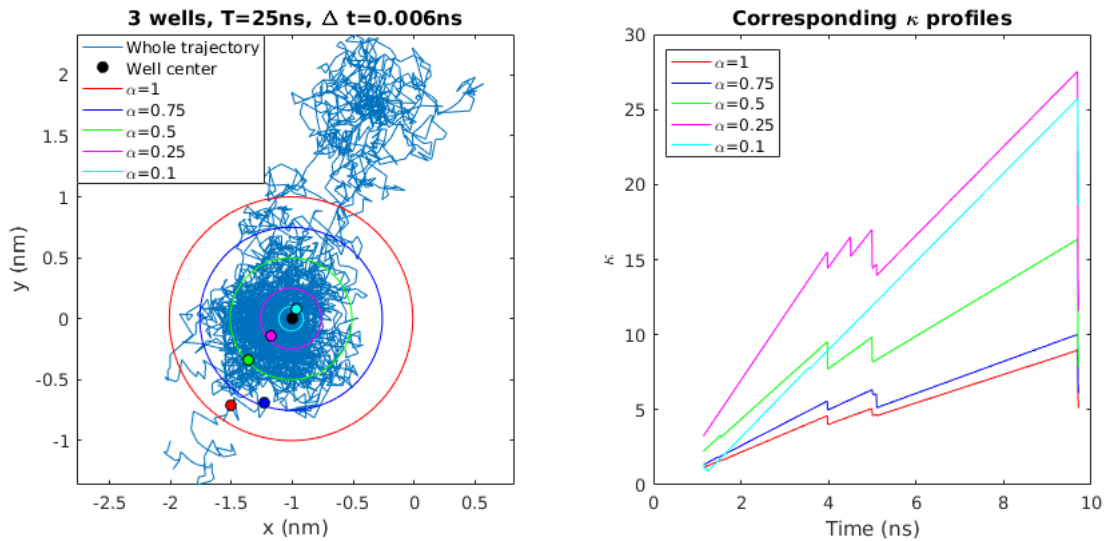 3 wells, T=25ns, Δ t=0.006ns
Whole trajectory
Well center
α=1
α=0.75
α=0.5
α=0.25
α=0.1
y (nm)
2
1.5
1
0.5
0
-0.5
-1
-2.5
-2
-1.5
-1
-0.5
0
0.5
x (nm)
Corresponding κ profiles
α=1
α=0.75
α=0.5
α=0.25
α=0.1
κ
30
25
20
15
10
5
0
0
2
4
6
8
10
Time (ns)